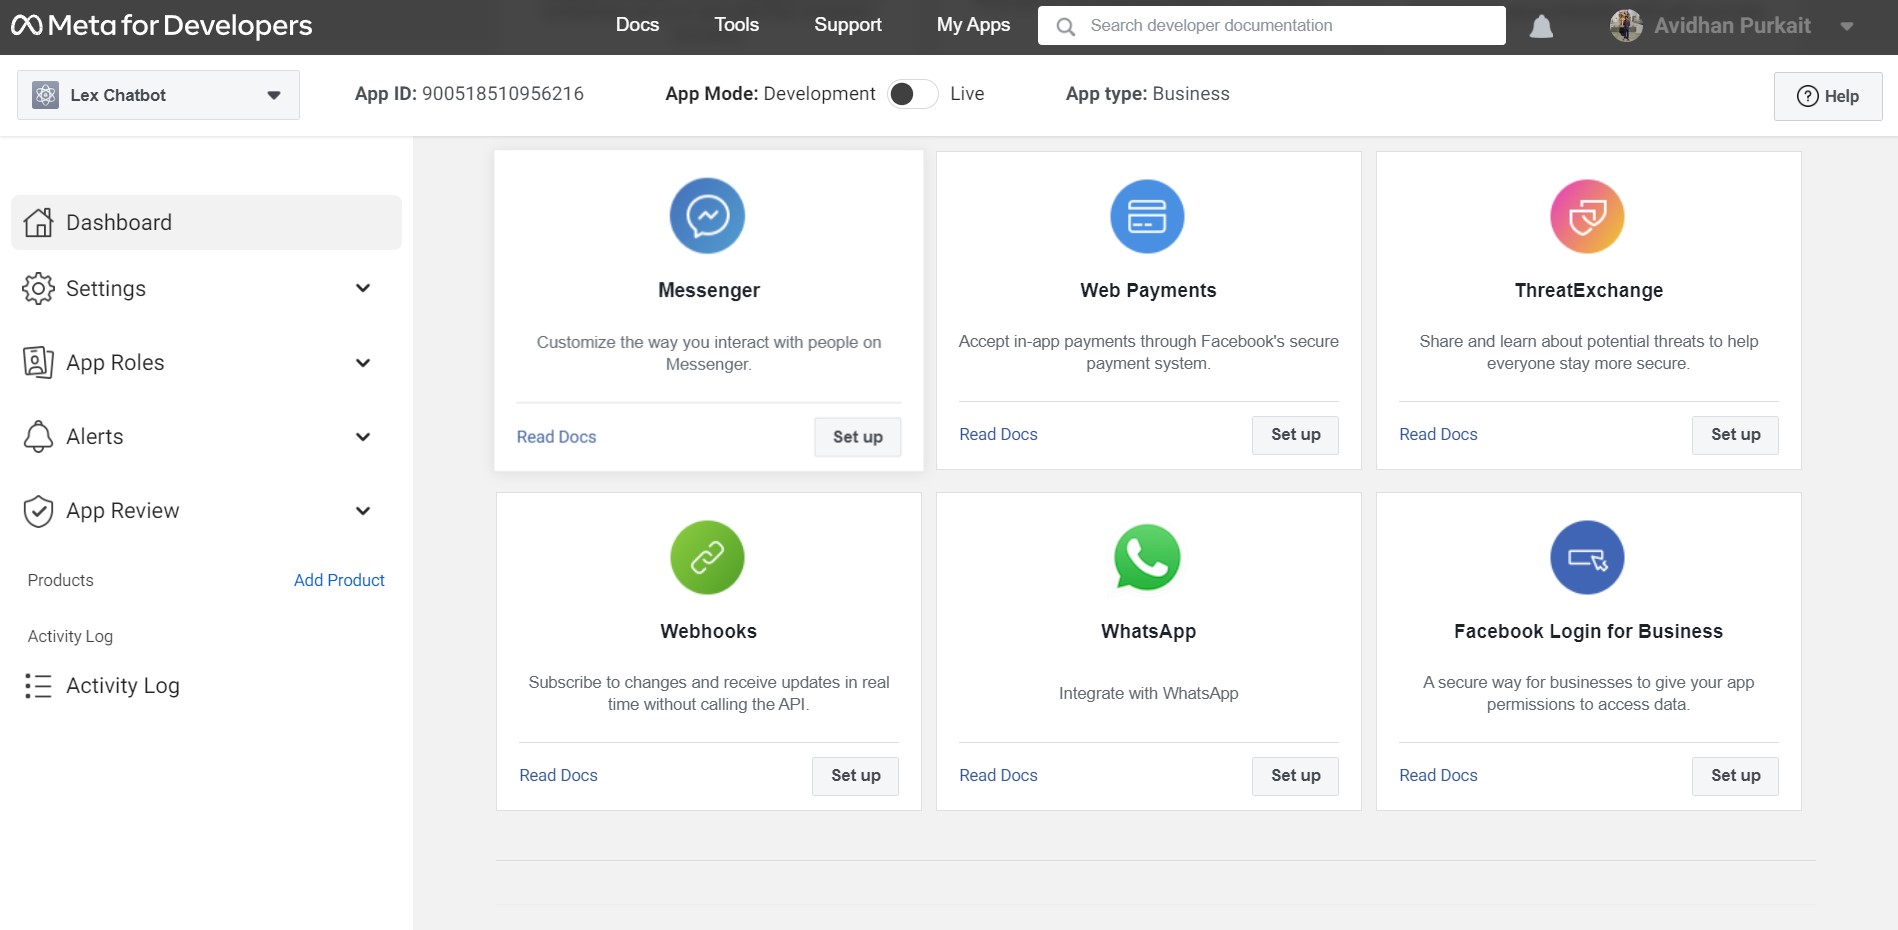 Meta for Developers
Docs
Tools
Support
My Apps
Search developer documentation
Avidhan Purkait
Lex Chatbot
App ID: 900518510956216
App Mode: Development
Live
App type: Business
Help
Dashboard
Settings
App Roles
Alerts
App Review
Products
Add Product
Activity Log
Activity Log
Messenger
Customize the way you interact with people on
Messenger.
Read Docs
Set up
Web Payments
Accept in-app payments through Facebook's secure
payment system.
Read Docs
Set up
ThreatExchange
Share and learn about potential threats to help
everyone stay more secure.
Read Docs
Set up
Webhooks
Subscribe to changes and receive updates in real
time without calling the API.
Read Docs
Set up
WhatsApp
Integrate with WhatsApp
Read Docs
Set up
Facebook Login for Business
A secure way for businesses to give your app
permissions to access data.
Read Docs
Set up